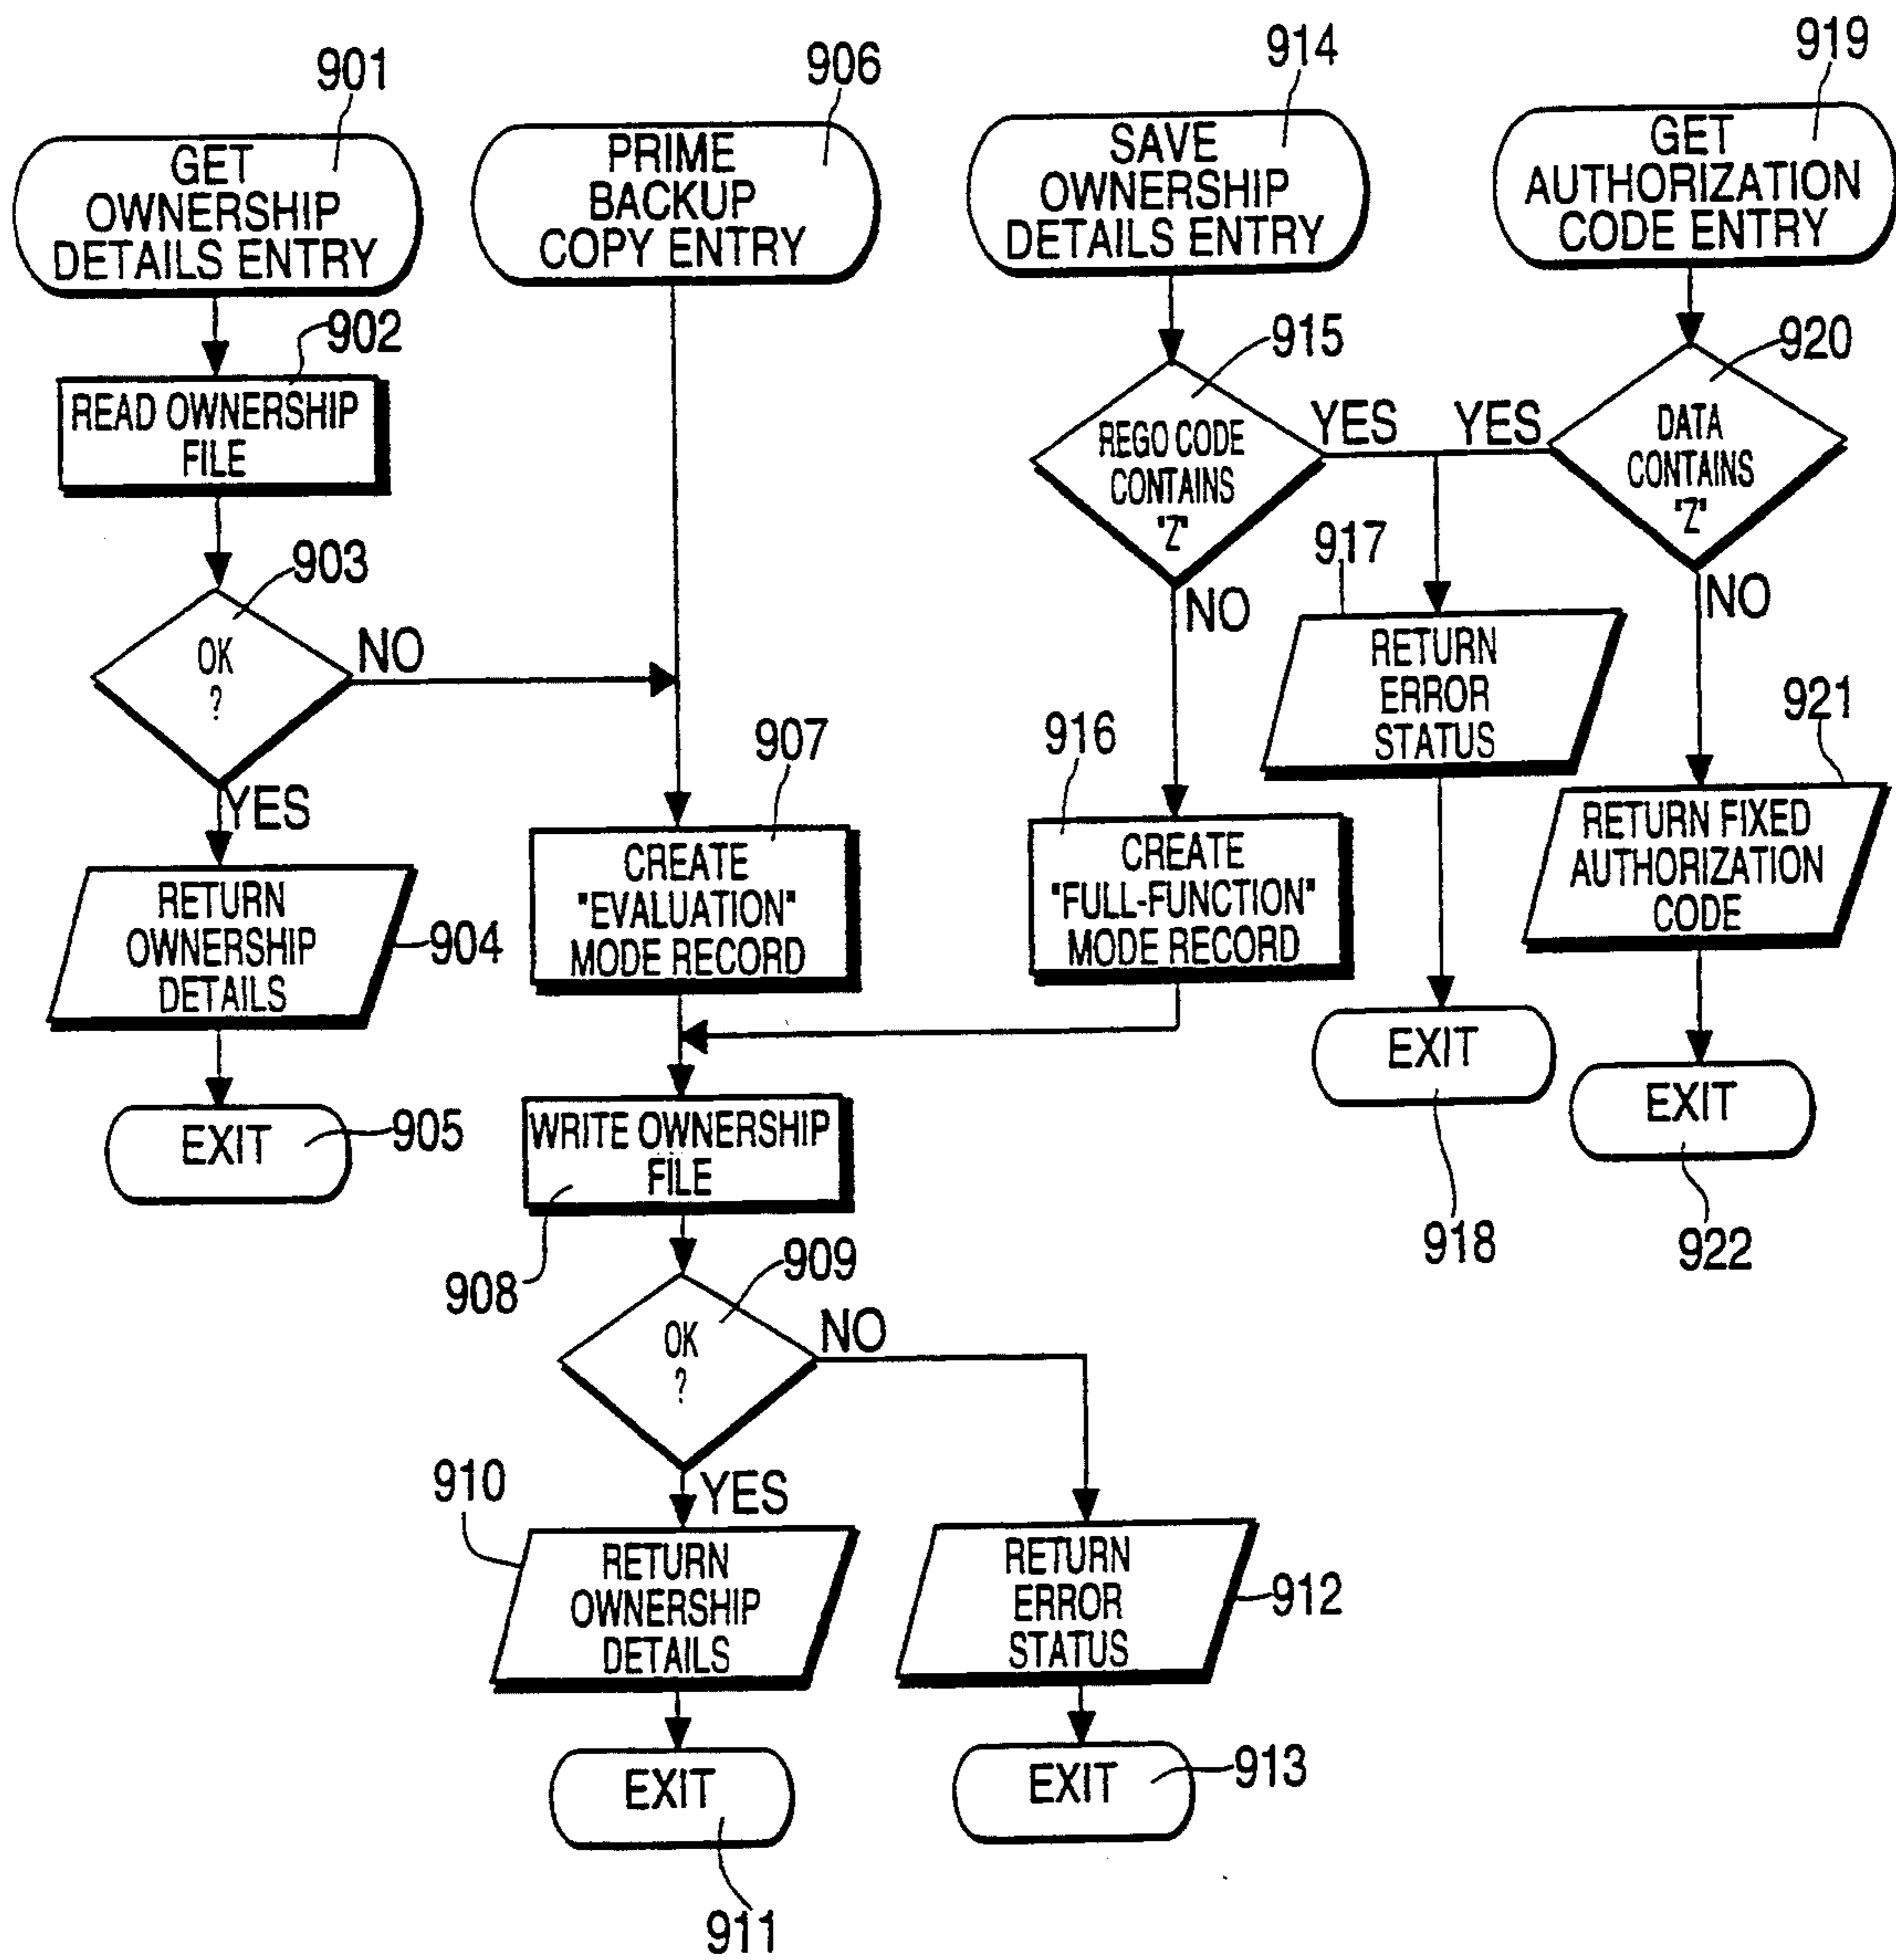 901
GET
OWNERSHIP
DETAILS ENTRY
902
READ OWNERSHIP
FILE
903
OK
?
NO
YES
RETURN
OWNERSHIP
DETAILS
904
EXIT
905
906
PRIME
BACKUP
COPY ENTRY
907
CREATE
"EVALUATION"
MODE RECORD
WRITE OWNERSHIP
FILE
908
909
OK
?
NO
YES
910
RETURN
OWNERSHIP
DETAILS
EXIT
911
RETURN
ERROR
STATUS
912
EXIT
913
914
SAVE
OWNERSHIP
DETAILS ENTRY
915
REGO CODE
CONTAINS
"Z"
YES
NO
916
CREATE
"FULL-FUNCTION"
MODE RECORD
917
RETURN
ERROR
STATUS
EXIT
918
919
GET
AUTHORIZATION
CODE ENTRY
920
DATA
CONTAINS
"Z"
YES
NO
921
RETURN FIXED
AUTHORIZATION
CODE
EXIT
922